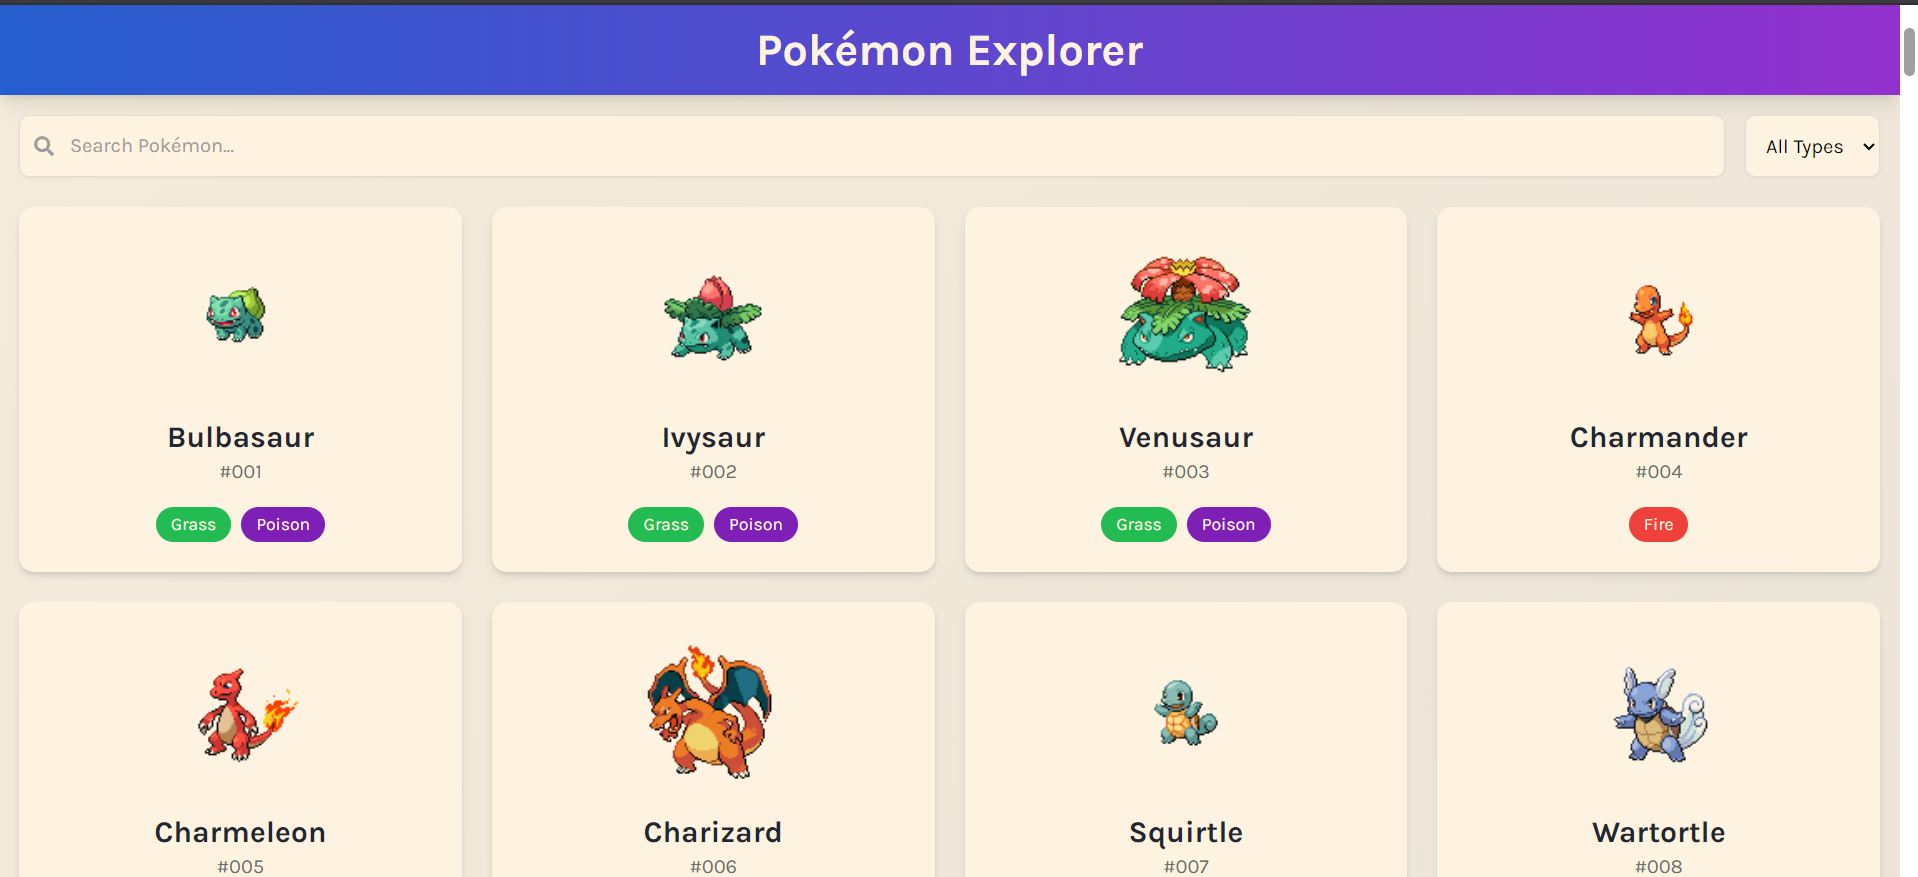 Pokémon Explorer
Search Pokémon...
All Types
Bulbasaur
#001
Grass Poison
Ivysaur
#002
Grass Poison
Venusaur
#003
Grass Poison
Charmander
#004
Fire
Charmeleon
#005
Charizard
#006
Squirtle
#007
Wartortle
#008